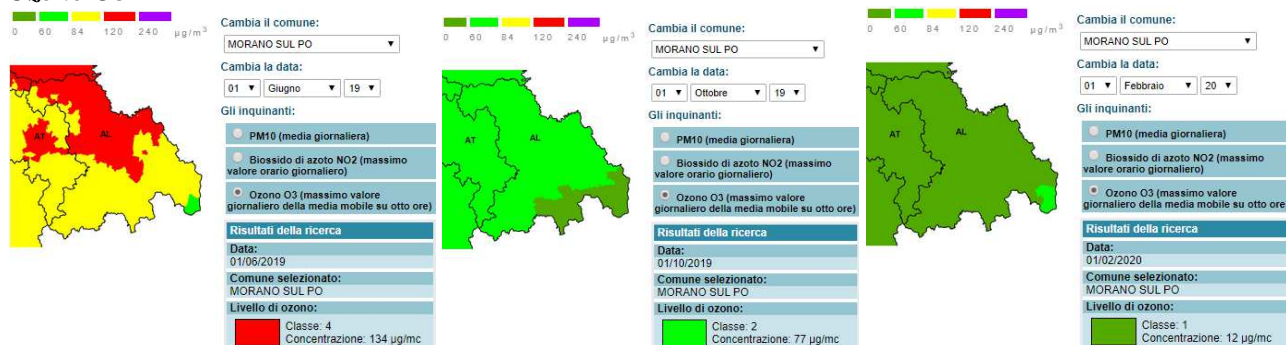 0 60 84 120 240 µg/m³
AT
AL
Cambia il comune:
MORANO SUL PO
Cambia la data:
01 Giugno 19
Gli inquinanti:
PM10 (media giornaliera)
Biossido di azoto NO2 (massimo
valore orario giornaliero)
Ozono O3 (massimo valore
giornaliero della media mobile su otto ore)
Risultati della ricerca
Data:
01/06/2019
Comune selezionato:
MORANO SUL PO
Livello di ozono:
Classe: 4
Concentrazione: 134 µg/mc
0 60 84 120 240 µg/m³
AT
AL
Cambia il comune:
MORANO SUL PO
Cambia la data:
01 Ottobre 19
Gli inquinanti:
PM10 (media giornaliera)
Biossido di azoto NO2 (massimo
valore orario giornaliero)
Ozono O3 (massimo valore
giornaliero della media mobile su otto ore)
Risultati della ricerca
Data:
01/10/2019
Comune selezionato:
MORANO SUL PO
Livello di ozono:
Classe: 2
Concentrazione: 77 µg/mc
0 60 84 120 240 µg/m³
AT
AL
Cambia il comune:
MORANO SUL PO
Cambia la data:
01 Febbraio 20
Gli inquinanti:
PM10 (media giornaliera)
Biossido di azoto NO2 (massimo
valore orario giornaliero)
Ozono O3 (massimo valore
giornaliero della media mobile su otto ore)
Risultati della ricerca
Data:
01/02/2020
Comune selezionato:
MORANO SUL PO
Livello di ozono:
Classe: 1
Concentrazione: 12 µg/mc